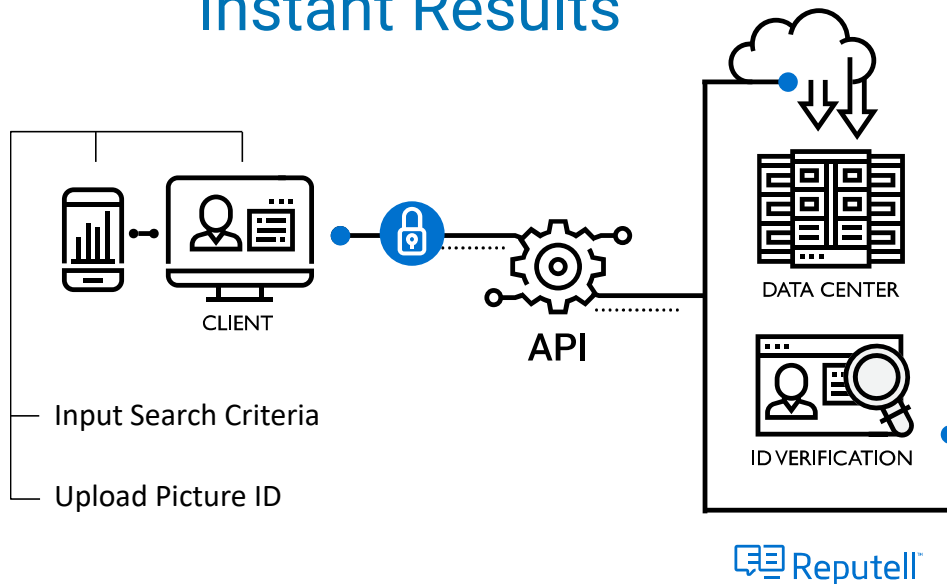 Instant Results
CLIENT
API
DATA CENTER
ID VERIFICATION
Input Search Criteria
Upload Picture ID
Reputell